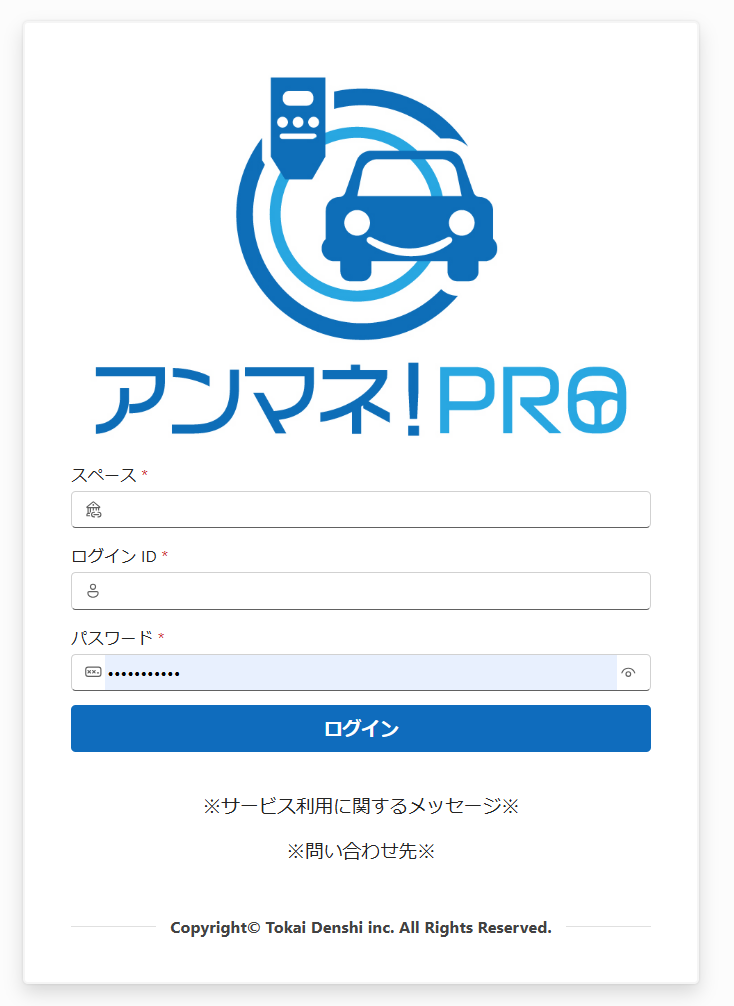 アンマネ!PRO
スペース *
ログイン ID *
パスワード *
•••••••••••
ログイン
※サービス利用に関するメッセージ※
※問い合わせ先※
Copyright© Tokai Denshi inc. All Rights Reserved.